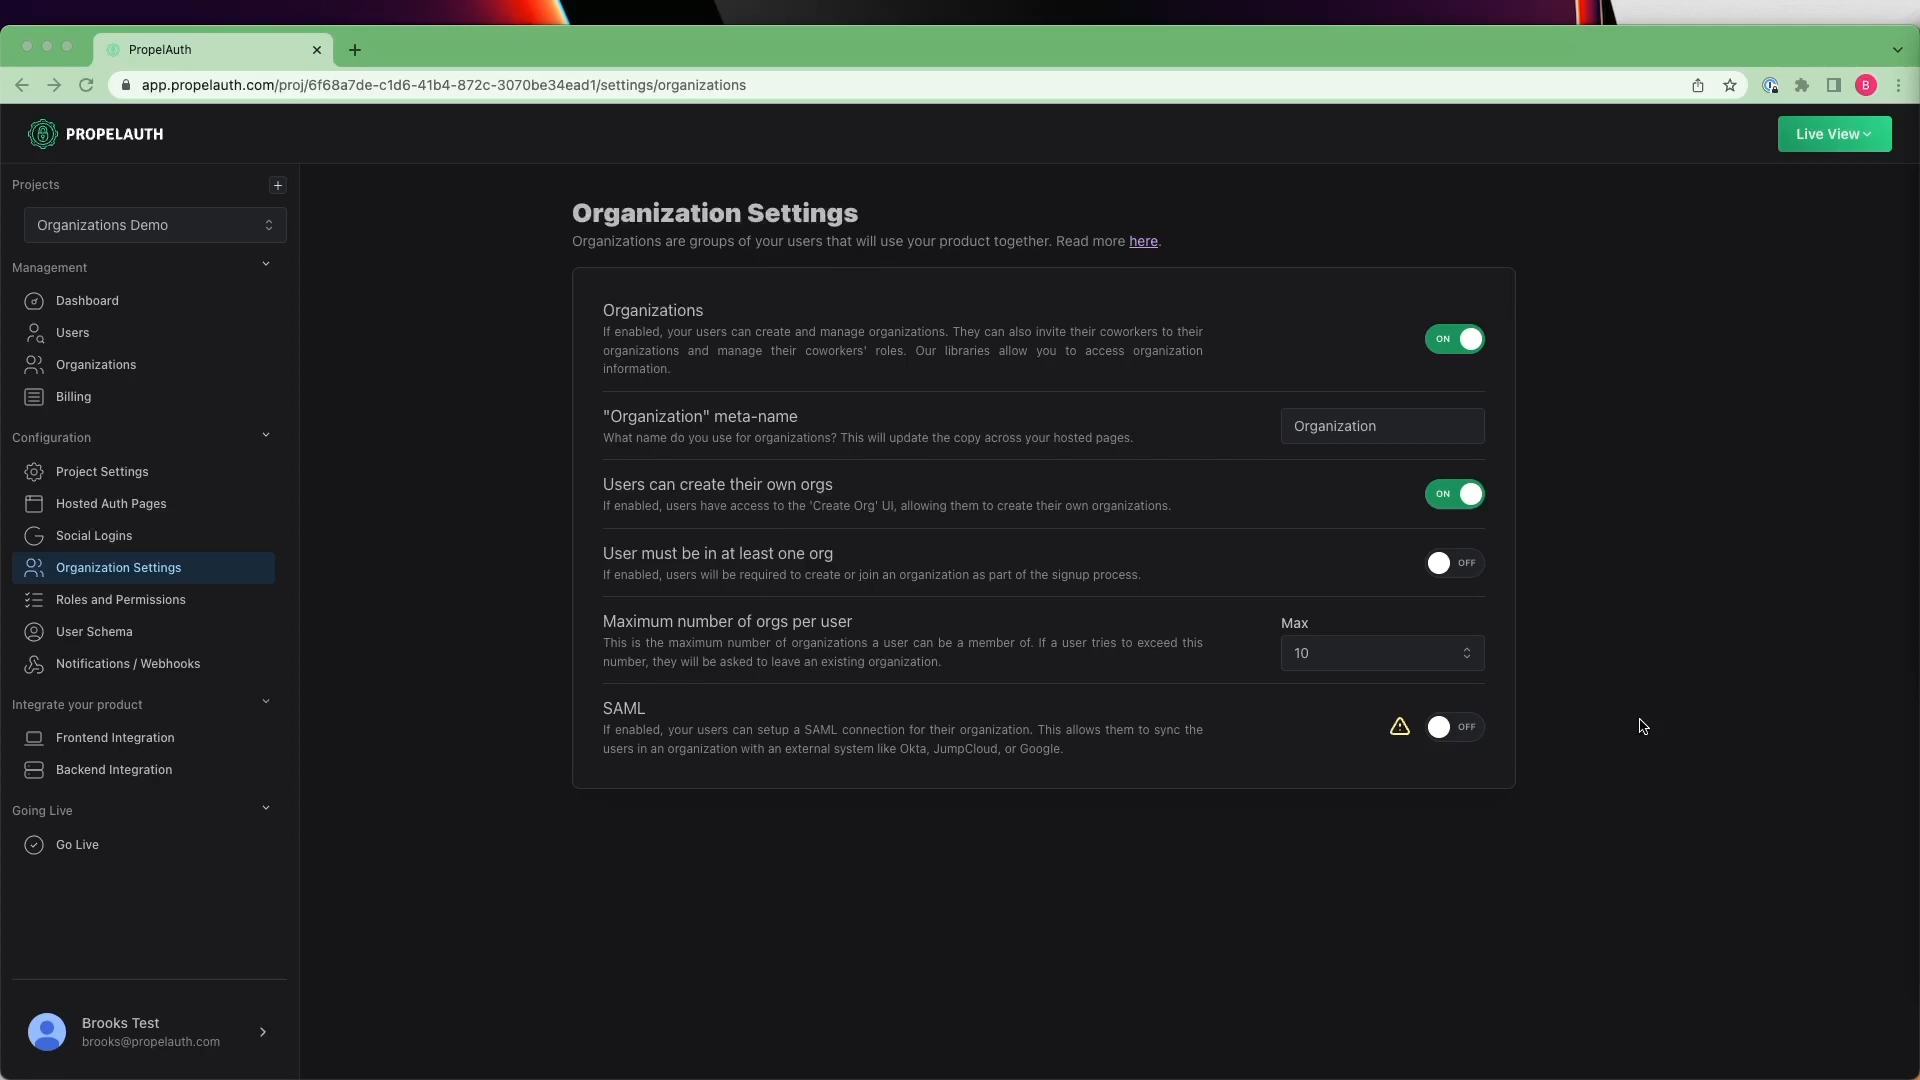 PropelAuth
app.propelauth.com/proj/6f68a7de-c1d6-41b4-872c-3070be34ead1/settings/organizations
B
PROPELAUTH
Live View
Projects
+
Organizations Demo
Management
Dashboard
Users
Organizations
Billing
Configuration
Project Settings
Hosted Auth Pages
Social Logins
Organization Settings
Roles and Permissions
User Schema
Notifications / Webhooks
Integrate your product
Frontend Integration
Backend Integration
Going Live
Go Live
Brooks Test
brooks@propelauth.com
Organization Settings
Organizations are groups of your users that will use your product together. Read more here.
Organizations
If enabled, your users can create and manage organizations. They can also invite their coworkers to their
organizations and manage their coworkers' roles. Our libraries allow you to access organization
information.
ON
"Organization" meta-name
What name do you use for organizations? This will update the copy across your hosted pages.
Organization
Users can create their own orgs
If enabled, users have access to the 'Create Org' UI, allowing them to create their own organizations.
ON
User must be in at least one org
If enabled, users will be required to create or join an organization as part of the signup process.
OFF
Maximum number of orgs per user
This is the maximum number of organizations a user can be a member of. If a user tries to exceed this
number, they will be asked to leave an existing organization.
Max
10
SAML
If enabled, your users can setup a SAML connection for their organization. This allows them to sync the
users in an organization with an external system like Okta, JumpCloud, or Google.
OFF